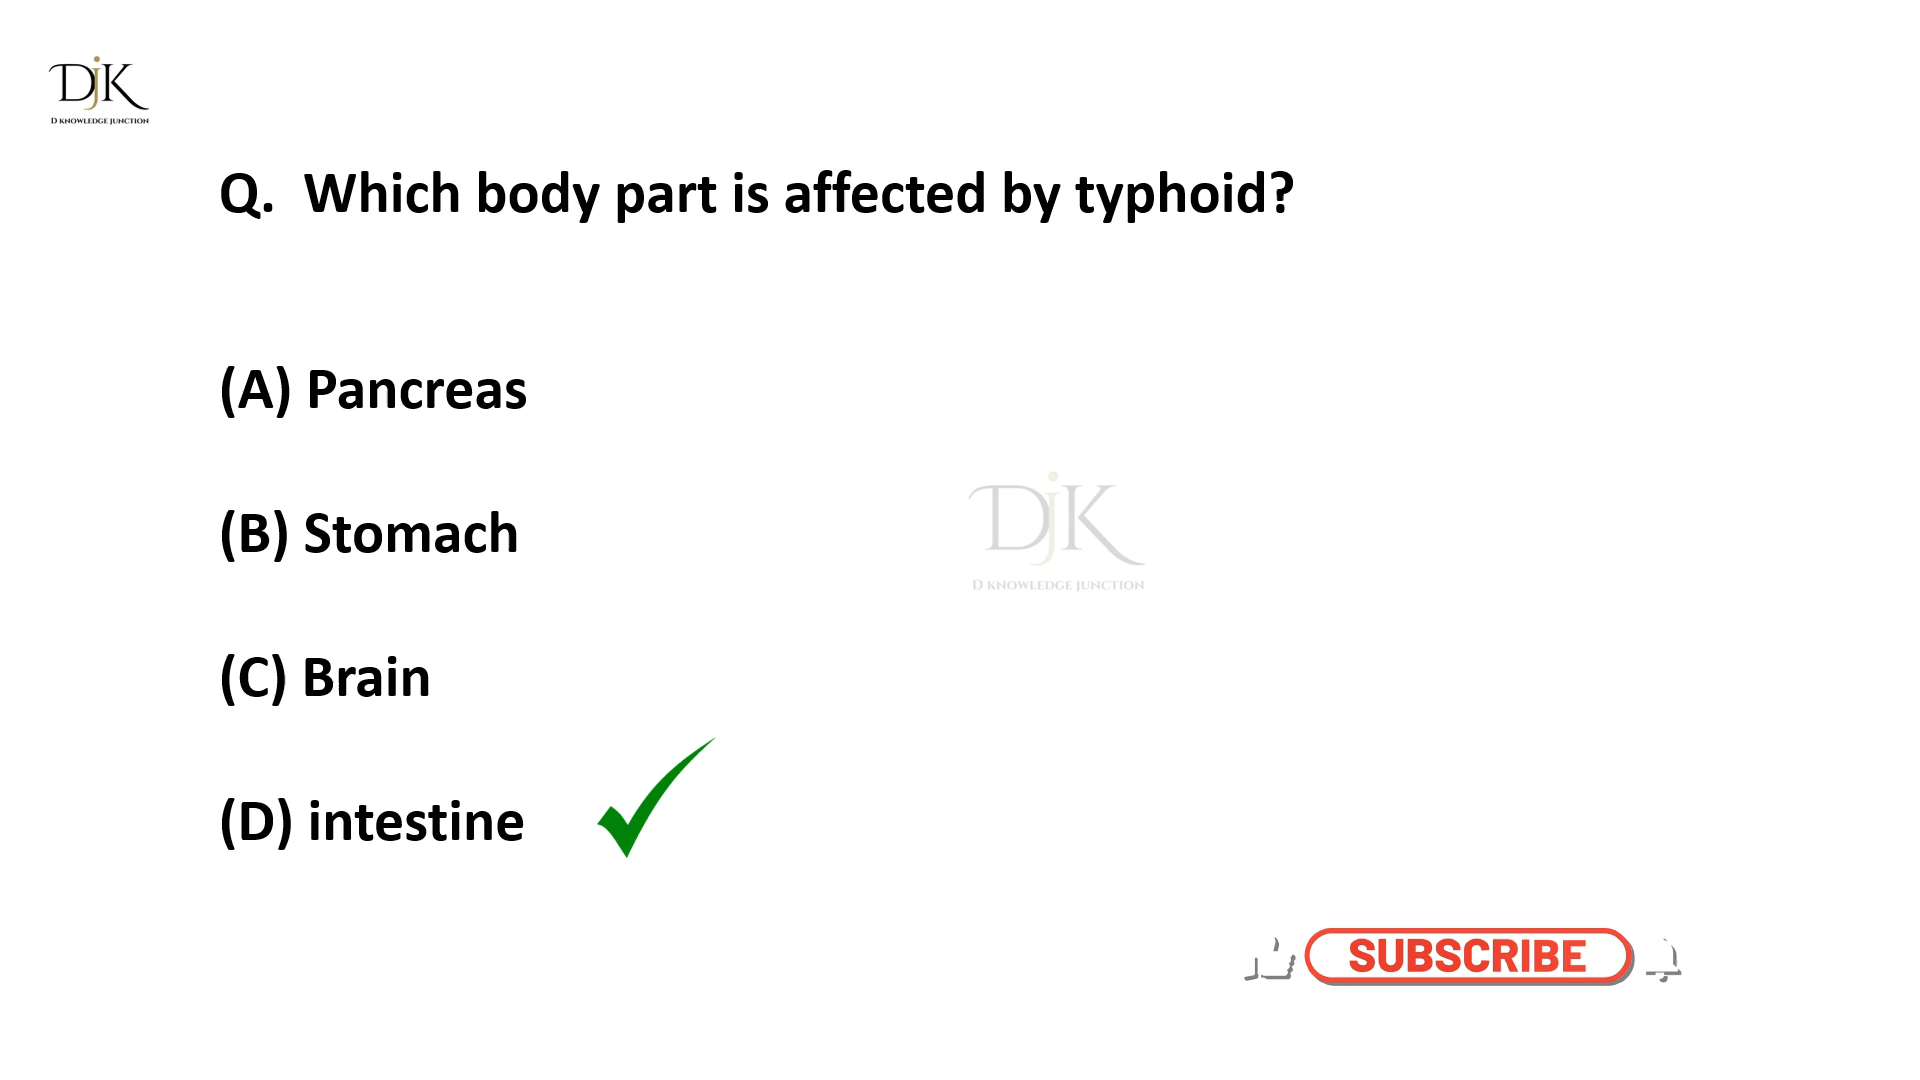 DjK
D KNOWLEDGE JUNCTION
Q. Which body part is affected by typhoid?
(A) Pancreas
(B) Stomach
DjK
D KNOWLEDGE JUNCTION
(C) Brain
(D) intestine
SUBSCRIBE